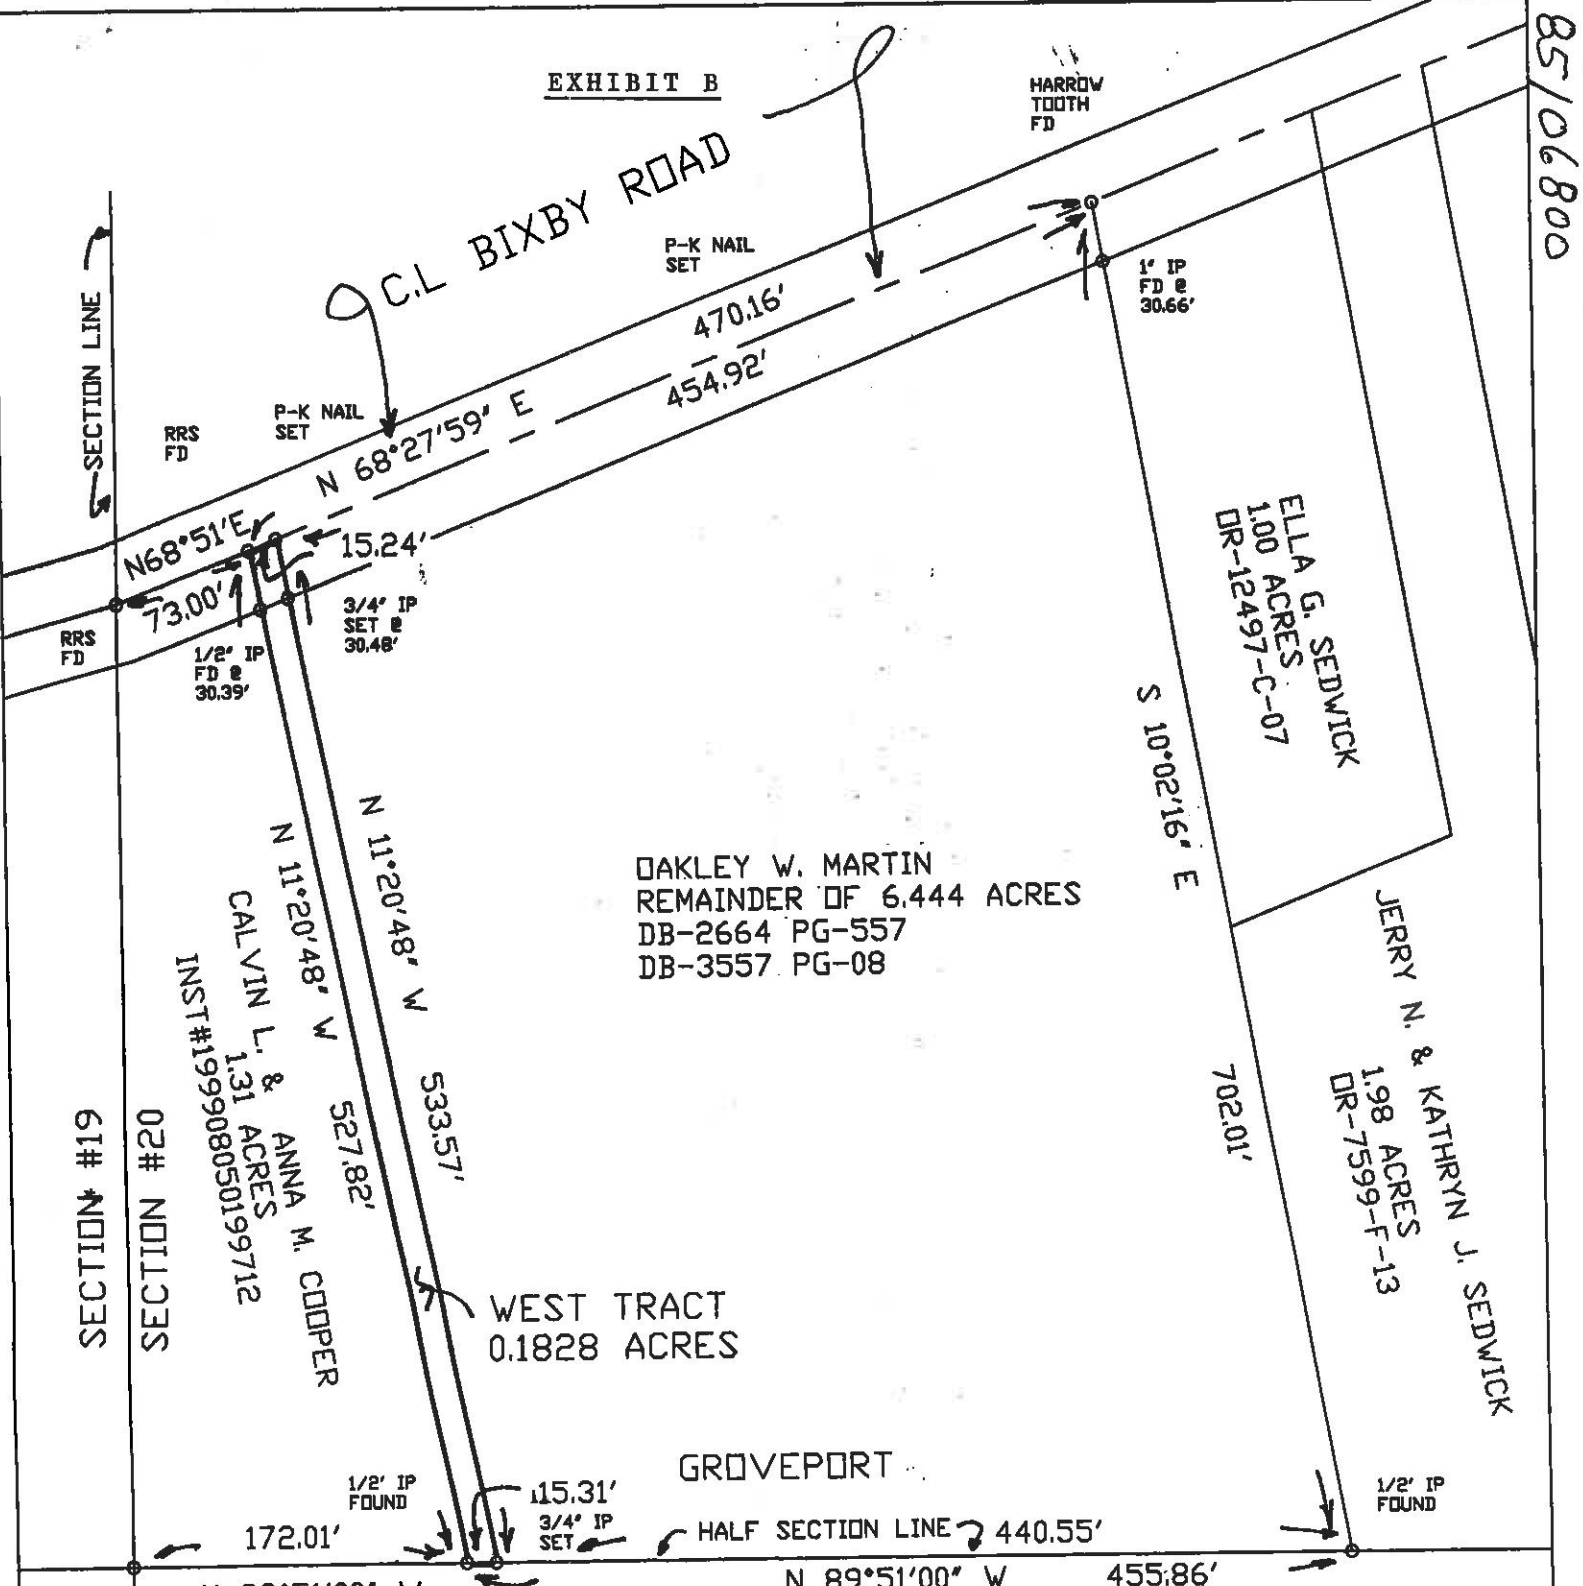 EXHIBIT B
85106800
HARROW
TOOTH
FD
C.L BIXBY ROAD
P-K NAIL
SET
1" IP
FD @
30.66'
470.16'
454.92'
SECTION LINE
RRS
FD
P-K NAIL
SET
N 68°27'59" E
N68°51'E
73.00'
15.24'
RRS
FD
1/2" IP
FD @
30.39'
3/4" IP
SET @
30.48'
ELLA G. SEDWICK
1.00 ACRES
OR-12497-C-07
S 10°02'16" E
702.01'
N 11°20'48" W 533.57'
N 11°20'48" W 527.82'
OAKLEY W. MARTIN
REMAINDER OF 6.444 ACRES
DB-2664 PG-557
DB-3557 PG-08
CALVIN L. & ANNA M. COOPER
1.31 ACRES
INST#199908050199712
JERRY N. & KATHRYN J. SEDWICK
1.98 ACRES
OR-7599-F-13
SECTION #19
SECTION #20
WEST TRACT
0.1828 ACRES
GROVEPORT
1/2" IP
FOUND
15.31'
3/4" IP
SET
1/2" IP
FOUND
172.01'
HALF SECTION LINE
440.55'
N 89°51'00" W 455.86'